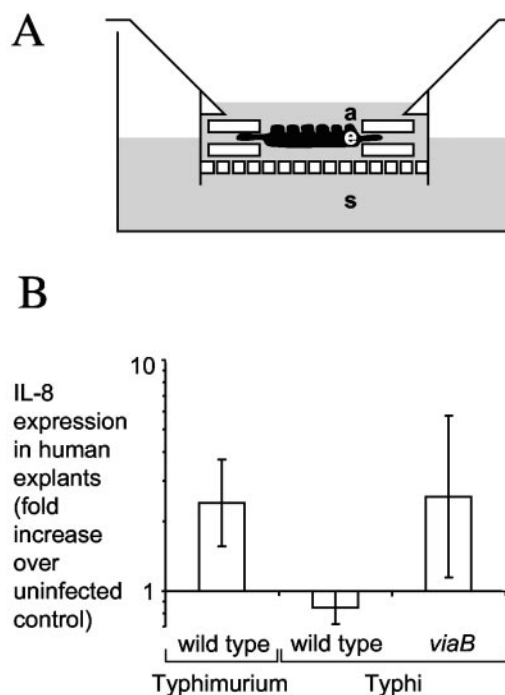 A
a
e
s
B
IL-8
expression
in human
explants
(fold
increase
over
uninfected
control)
10
1
wild type wild type viaB
Typhimurium Typhi